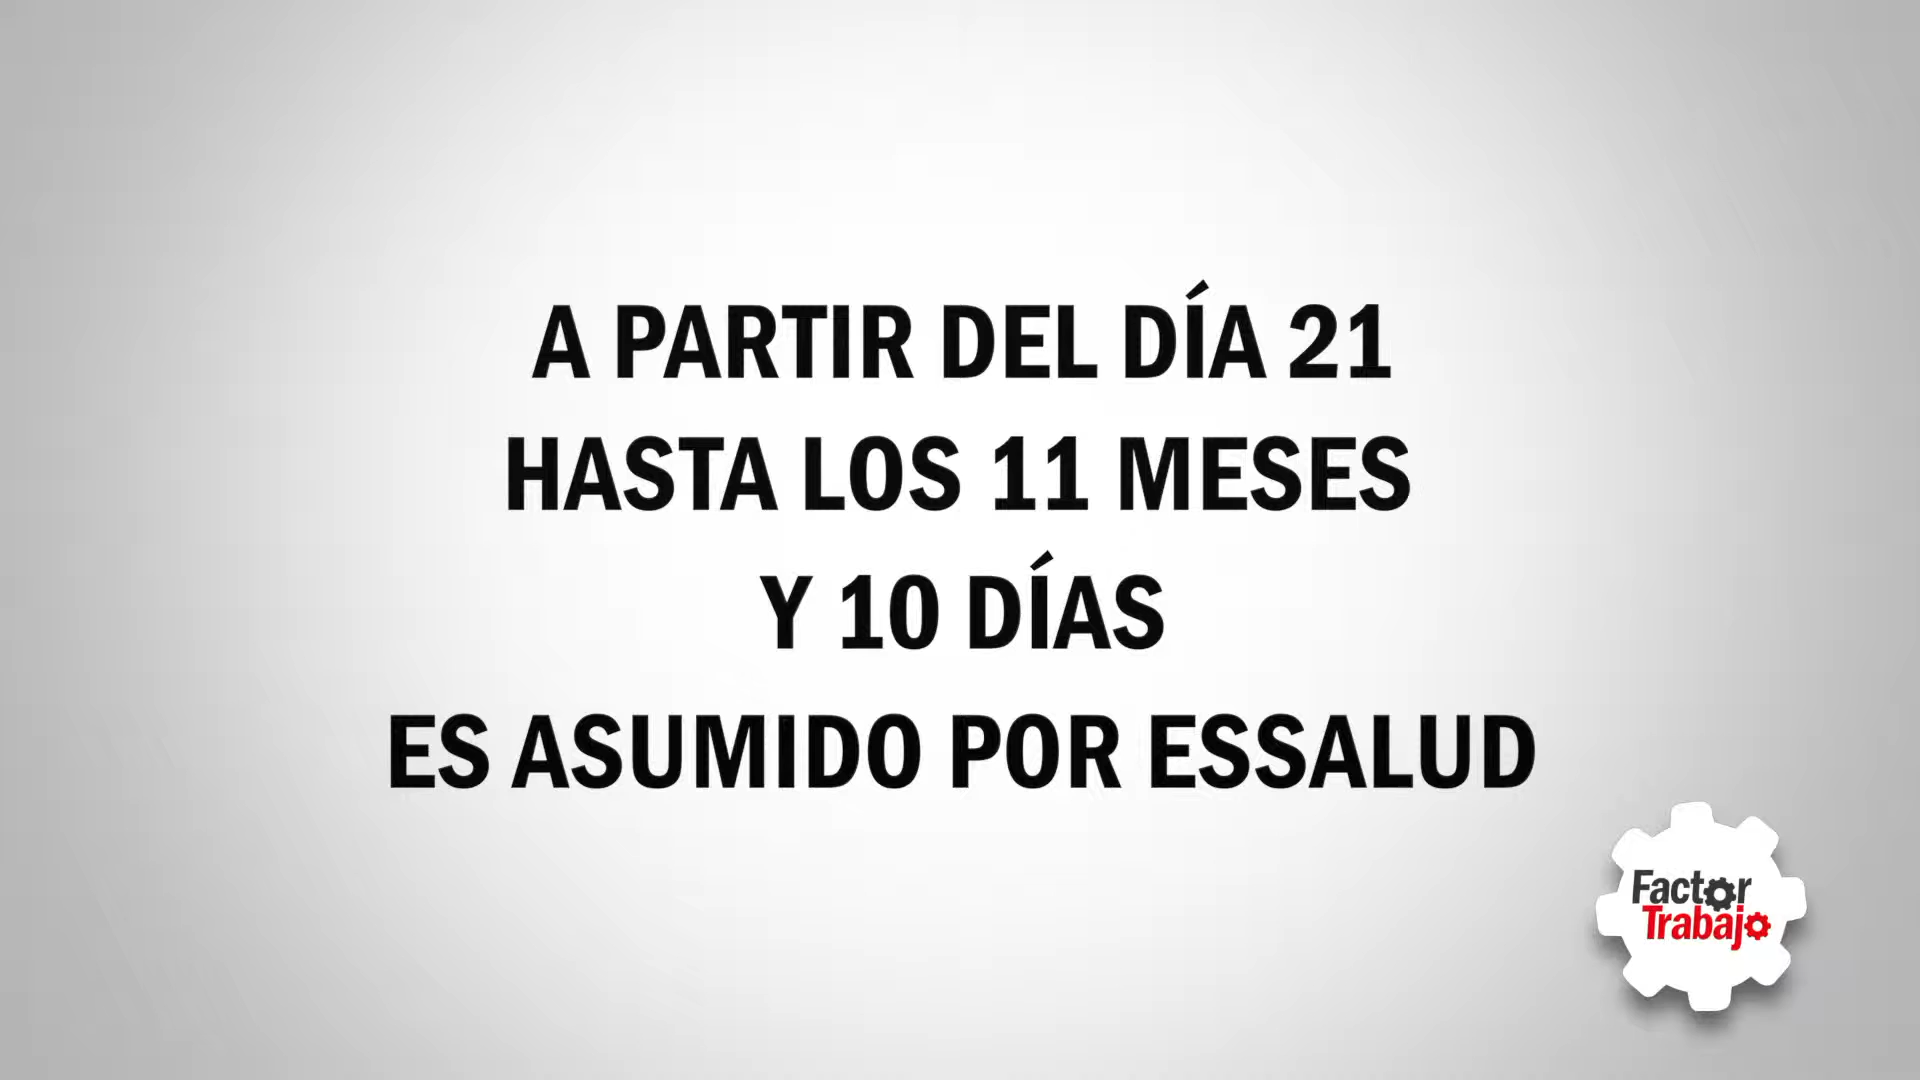 A PARTIR DEL DÍA 21
HASTA LOS 11 MESES
Y 10 DÍAS
ES ASUMIDO POR ESSALUD
Factor
Trabajo